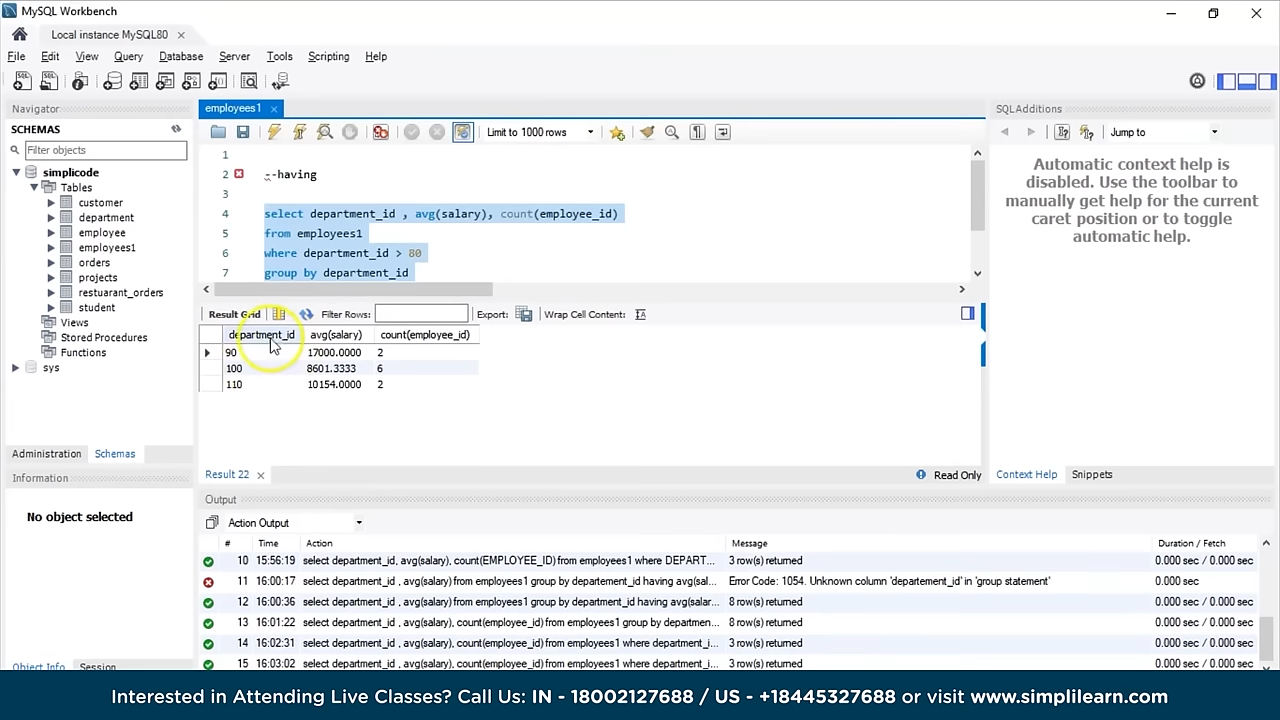 MySQL Workbench
Local instance MySQL80
File Edit View Query Database Server Tools Scripting Help
Navigator
SCHEMAS
Filter objects
simplicode
Tables
customer
department
employee
employees1
orders
projects
restuarant_orders
student
Views
Stored Procedures
Functions
sys
Administration Schemas
Information
No object selected
Object Info Session
employees1
Limit to 1000 rows
1
2 --having
3
4 select department_id , avg(salary), count(employee_id)
5 from employees1
6 where department_id > 80
7 group by department_id
Result Grid Filter Rows: Export: Wrap Cell Content:
department_id avg(salary) count(employee_id)
90 17000.0000 2
100 8601.3333 6
110 10154.0000 2
Result 22 Read Only
SQLAdditions
Jump to
Automatic context help is
disabled. Use the toolbar to
manually get help for the current
caret position or to toggle
automatic help.
Context Help Snippets
Output
Action Output
# Time Action Message Duration / Fetch
10 15:56:19 select department_id, avg(salary), count(EMPLOYEE_ID) from employees1 where DEPART... 3 row(s) returned 0.000 sec / 0.000 sec
11 16:00:17 select department_id , avg(salary) from employees1 group by departement_id having avg(sal... Error Code: 1054. Unknown column 'departement_id' in 'group statement' 0.000 sec
12 16:00:36 select department_id , avg(salary) from employees1 group by department_id having avg(sal... 8 row(s) returned 0.000 sec / 0.000 sec
13 16:01:22 select department_id , avg(salary), count(employee_id) from employees1 group by departmen... 8 row(s) returned 0.000 sec / 0.000 sec
14 16:02:31 select department_id , avg(salary), count(employee_id) from employees1 where department_i... 3 row(s) returned 0.000 sec / 0.000 sec
15 16:03:02 select department_id , avg(salary), count(employee_id) from employees1 where department_i... 3 row(s) returned 0.000 sec / 0.000 sec
Interested in Attending Live Classes? Call Us: IN - 18002127688 / US - +18445327688 or visit www.simplilearn.com